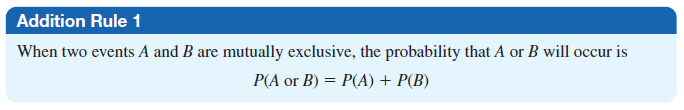 Addition Rule 1
When two events A and B are mutually exclusive, the probability that A or B will occur is
P(A or B) = P(A) + P(B)